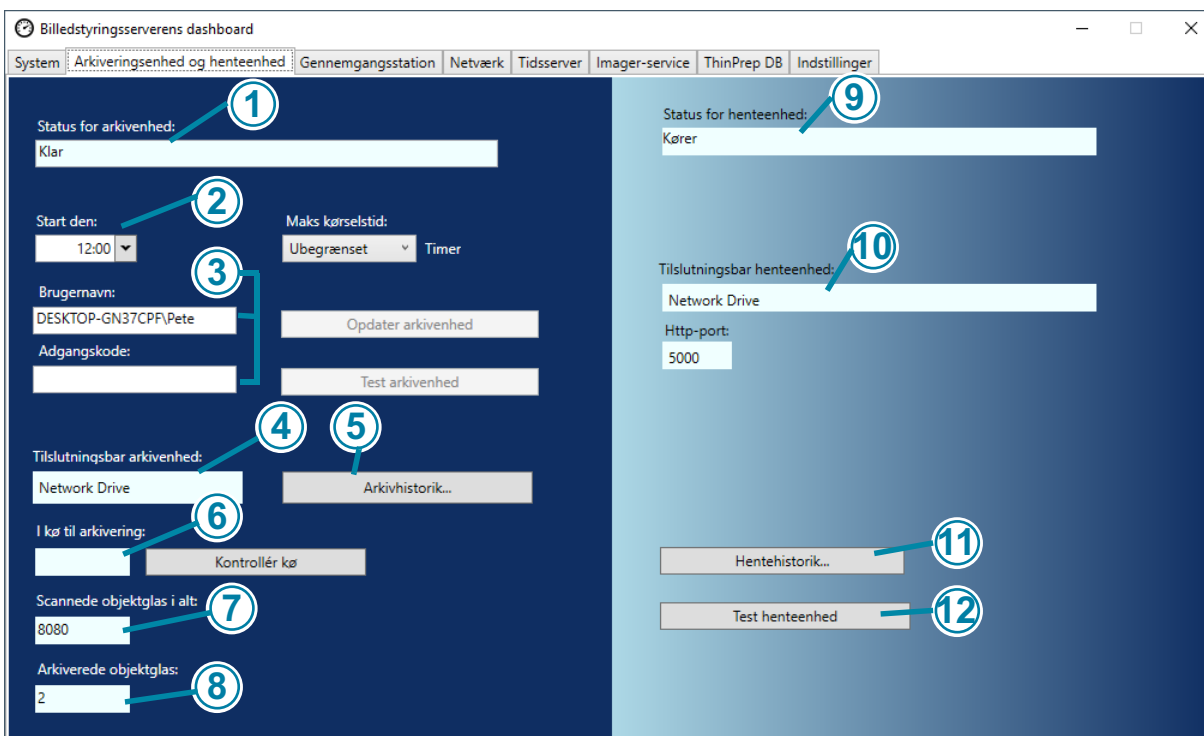 Billedstyringsserverens dashboard
System Arkiveringsenhed og henteenhed Gennemgangsstation Netværk Tidsserver Imager-service ThinPrep DB Indstillinger
1
Status for arkivenhed:
Klar
2
Start den:
12:00
Maks kørselstid:
Ubegrænset Timer
3
Brugernavn:
DESKTOP-GN37CPF\Pete
Opdater arkivenhed
Adgangskode:
Test arkivenhed
4
5
Tilslutningsbar arkivenhed:
Network Drive
Arkivhistorik...
6
I kø til arkivering:
Kontrollér kø
7
Scannede objektglas i alt:
8080
8
Arkiverede objektglas:
2
9
Status for henteenhed:
Kører
10
Tilslutningsbar henteenhed:
Network Drive
Http-port:
5000
11
Hentehistorik...
12
Test henteenhed